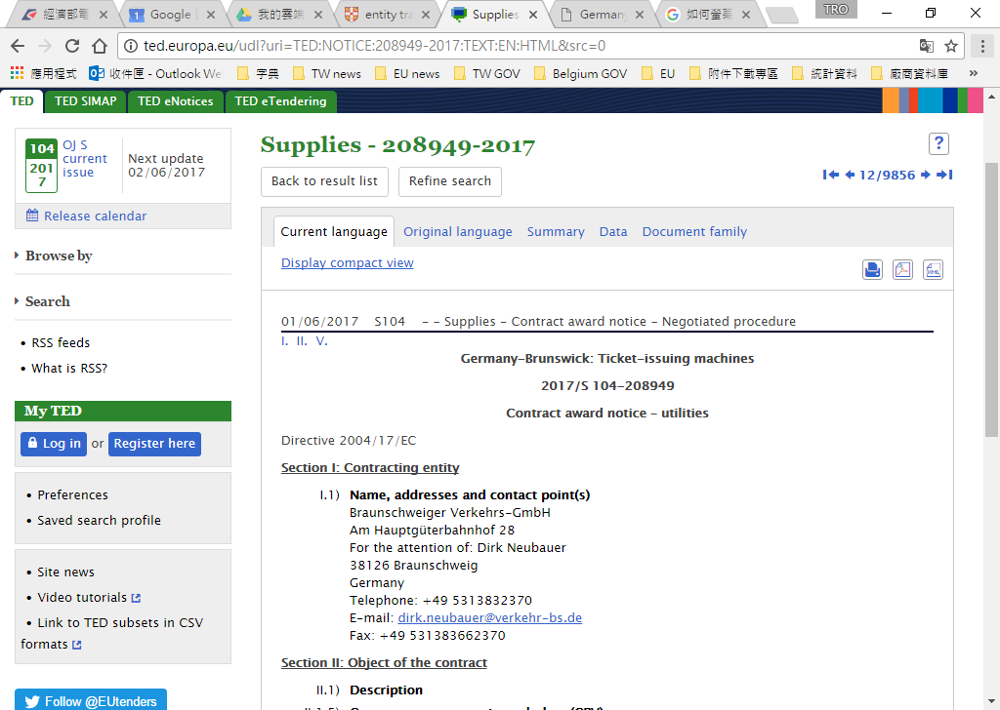 經濟部電
Google
我的雲端
entity tra
Supplies
German
如何螢幕
TRO
ted.europa.eu/udl?uri=TED:NOTICE:208949-2017:TEXT:EN:HTML&src=0
應用程式
收件匣 - Outlook We
字典
TW news
EU news
TW GOV
Belgium GOV
EU
附件下載專區
統計資料
廠商資料庫
»
TED
TED SIMAP
TED eNotices
TED eTendering
104
2017
OJ S
current
issue
Next update
02/06/2017
Release calendar
Browse by
Search
• RSS feeds
• What is RSS?
My TED
Log in or Register here
• Preferences
• Saved search profile
• Site news
• Video tutorials
• Link to TED subsets in CSV
formats
Follow @EUtenders
Supplies - 208949-2017
?
Back to result list
Refine search
12/9856
Current language
Original language
Summary
Data
Document family
Display compact view
XML
01/06/2017 S104 - - Supplies - Contract award notice - Negotiated procedure
I. II. V.
Germany-Brunswick: Ticket-issuing machines
2017/S 104-208949
Contract award notice - utilities
Directive 2004/17/EC
Section I: Contracting entity
I.1) Name, addresses and contact point(s)
Braunschweiger Verkehrs-GmbH
Am Hauptgüterbahnhof 28
For the attention of: Dirk Neubauer
38126 Braunschweig
Germany
Telephone: +49 5313832370
E-mail: dirk.neubauer@verkehr-bs.de
Fax: +49 531383662370
Section II: Object of the contract
II.1) Description